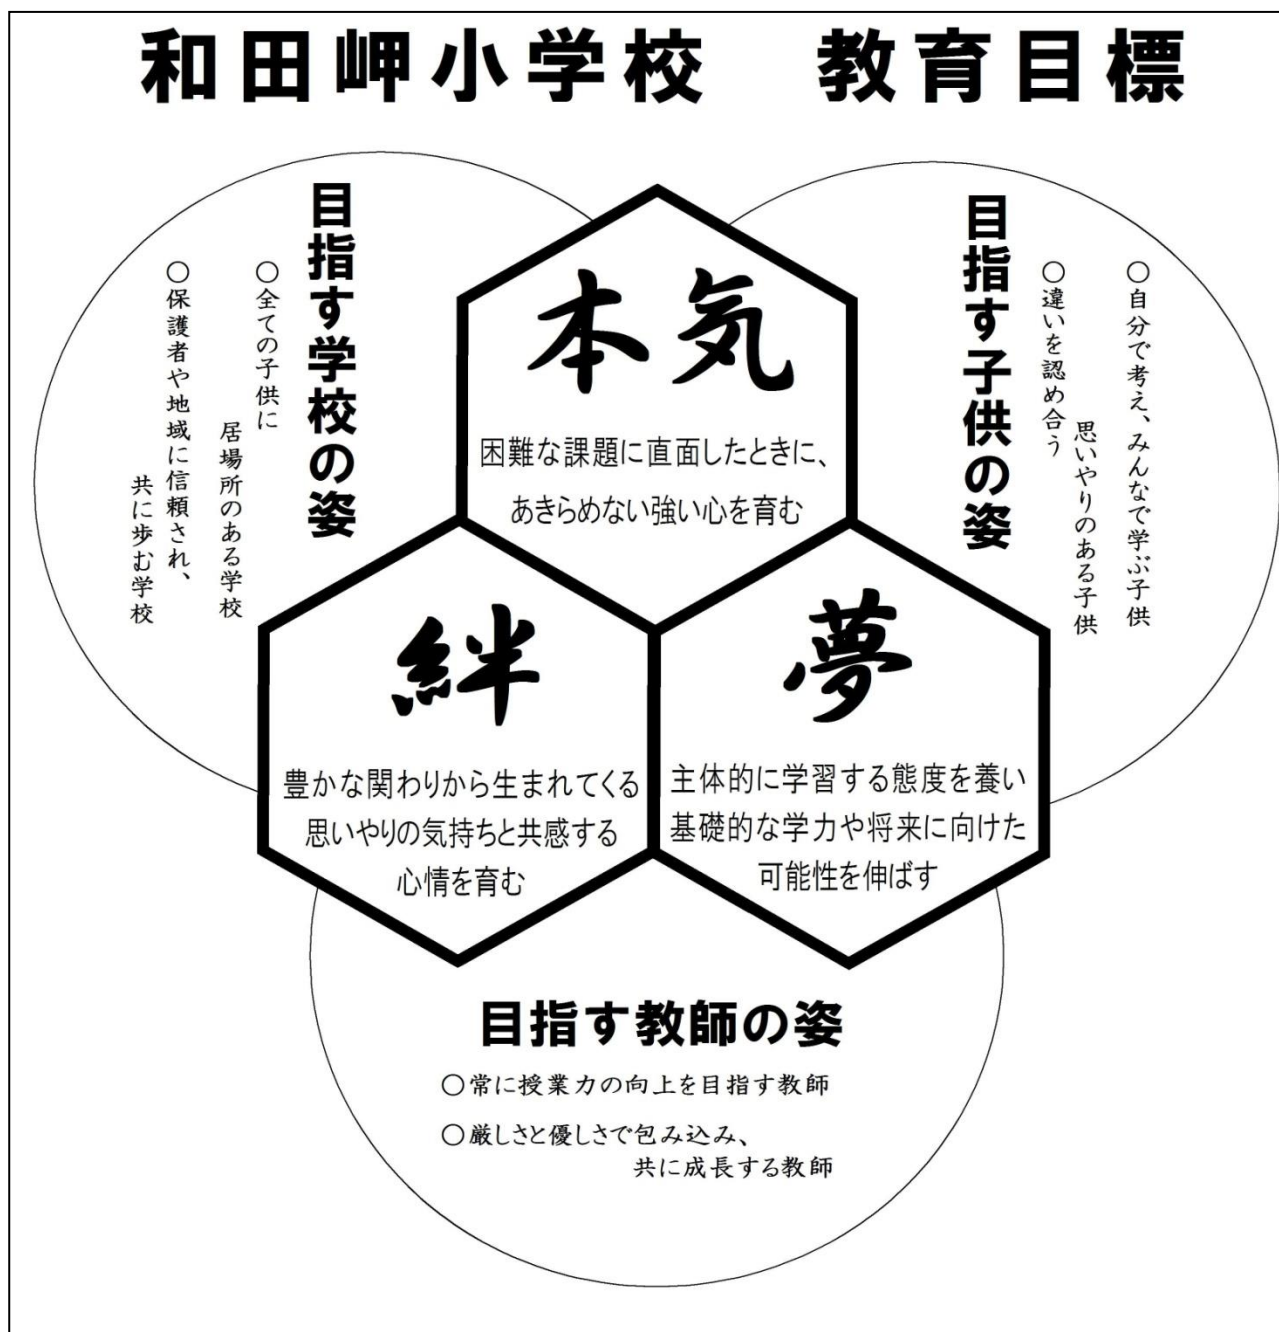 和田岬小学校　教育目標
目指す学校の姿
○全ての子供に
居場所のある学校
○保護者や地域に信頼され、
共に歩む学校
本気
困難な課題に直面したときに、
あきらめない強い心を育む
目指す子供の姿
○自分で考え、みんなで学ぶ子供
○違いを認め合う
思いやりのある子供
絆
豊かな関わりから生まれてくる
思いやりの気持ちと共感する
心情を育む
夢
主体的に学習する態度を養い
基礎的な学力や将来に向けた
可能性を伸ばす
目指す教師の姿
○常に授業力の向上を目指す教師
○厳しさと優しさで包み込み、
共に成長する教師